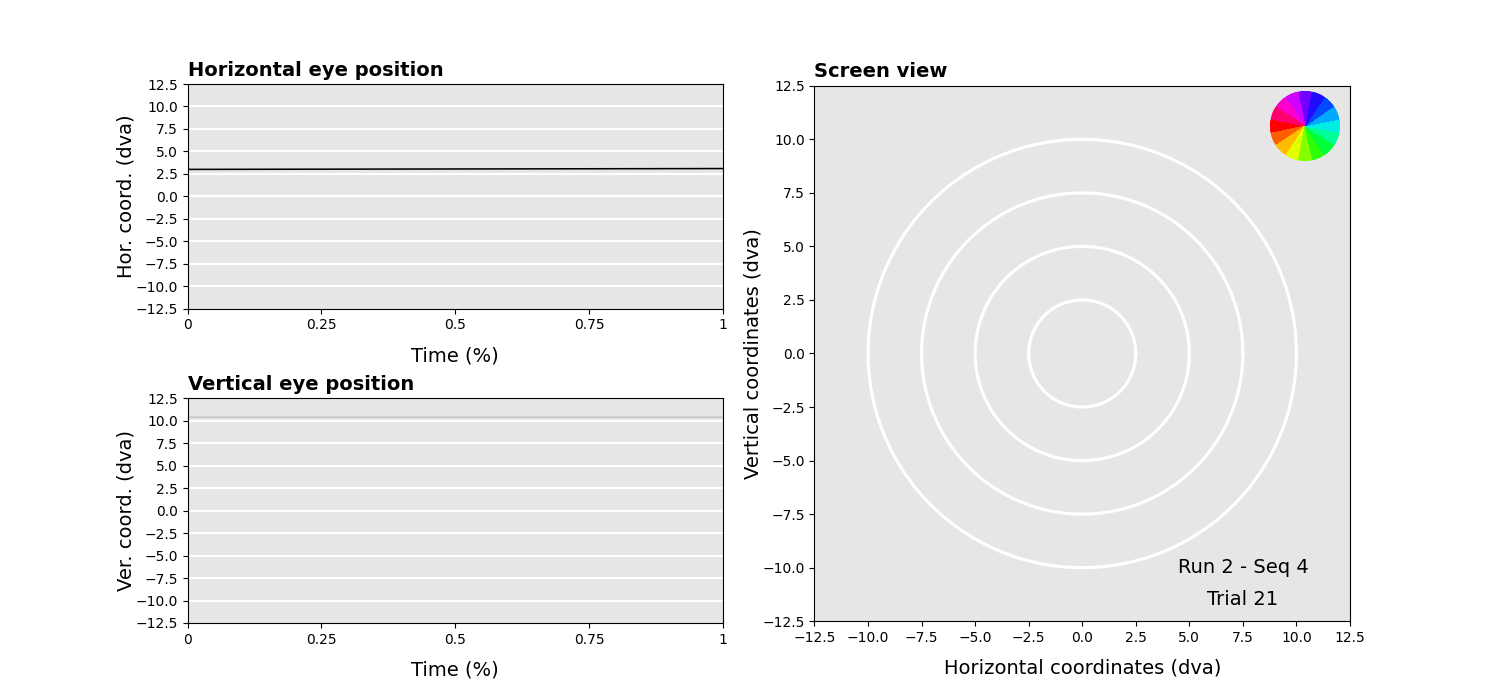 Horizontal eye position
Hor. coord. (dva)
12.5
10.0
7.5
5.0
2.5
0.0
−2.5
−5.0
−7.5
−10.0
−12.5
0 0.25 0.5 0.75 1
Time (%)
Vertical eye position
Ver. coord. (dva)
12.5
10.0
7.5
5.0
2.5
0.0
−2.5
−5.0
−7.5
−10.0
−12.5
0 0.25 0.5 0.75 1
Time (%)
Screen view
Vertical coordinates (dva)
12.5
10.0
7.5
5.0
2.5
0.0
−2.5
−5.0
−7.5
−10.0
−12.5
Run 2 - Seq 4
Trial 21
−12.5 −10.0 −7.5 −5.0 −2.5 0.0 2.5 5.0 7.5 10.0 12.5
Horizontal coordinates (dva)